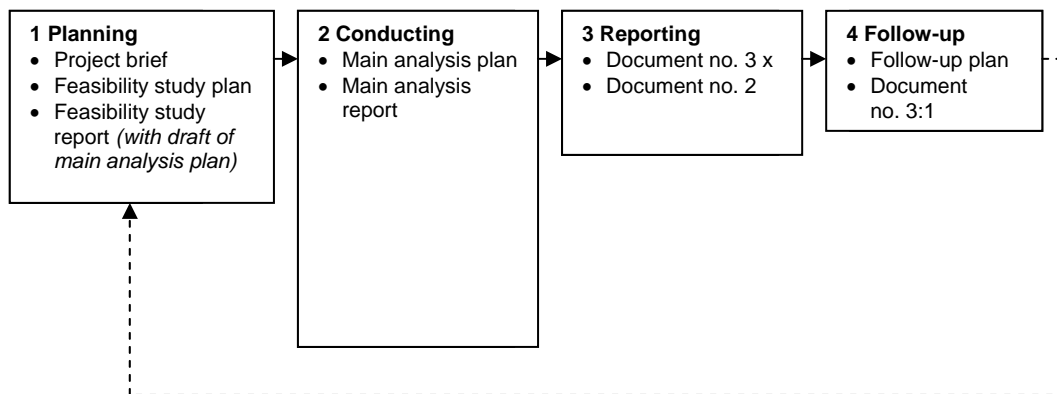 1 Planning
• Project brief
• Feasibility study plan
• Feasibility study
report (with draft of
main analysis plan)
2 Conducting
• Main analysis plan
• Main analysis
report
3 Reporting
• Document no. 3 x
• Document no. 2
4 Follow-up
• Follow-up plan
• Document
no. 3:1